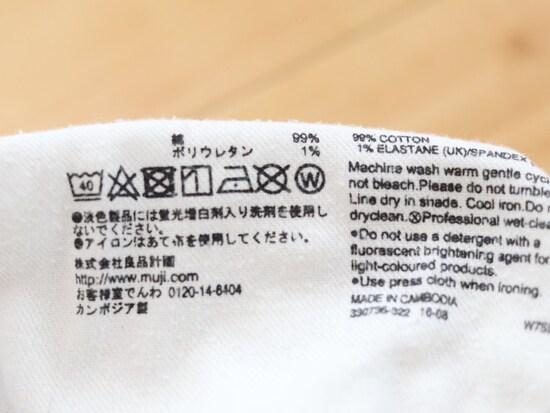 綿 99%
ポリウレタン 1%
40
W
●淡色製品には蛍光増白剤入り洗剤を使用し
ないでください。
●アイロンはあて布を使用してください。
株式会社良品計画
http://www.muji.com
お客様室でんわ 0120-14-6404
カンボジア製
99% COTTON
1% ELASTANE (UK)/SPANDEX
Machine wash warm gentle cycl
not bleach.Please do not tumble
Line dry in shade. Cool iron.Do
dryclean.ⓌProfessional wet-clea
●Do not use a detergent with a
fluorescent brightening agent for
light-coloured products.
●Use press cloth when ironing.
MADE IN CAMBODIA
330736-322 16-08